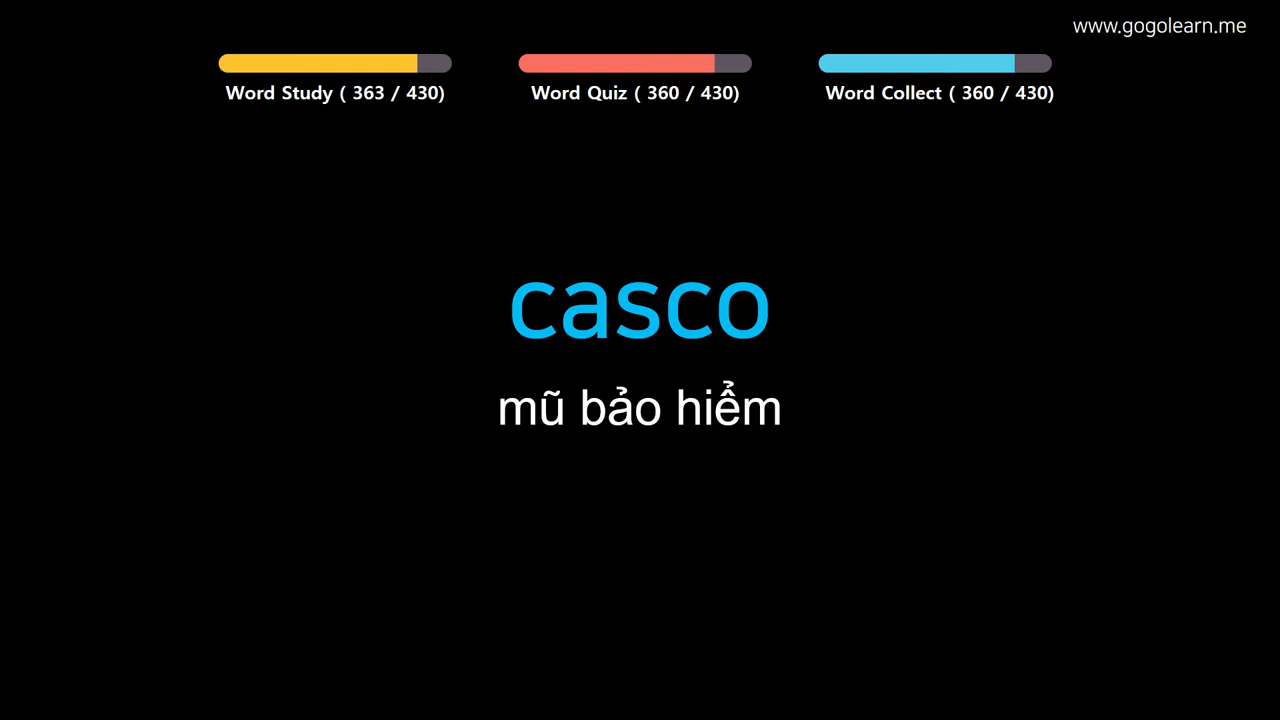 www.gogolearn.me
Word Study ( 363 / 430)
Word Quiz ( 360 / 430)
Word Collect ( 360 / 430)
casco
mũ bảo hiểm